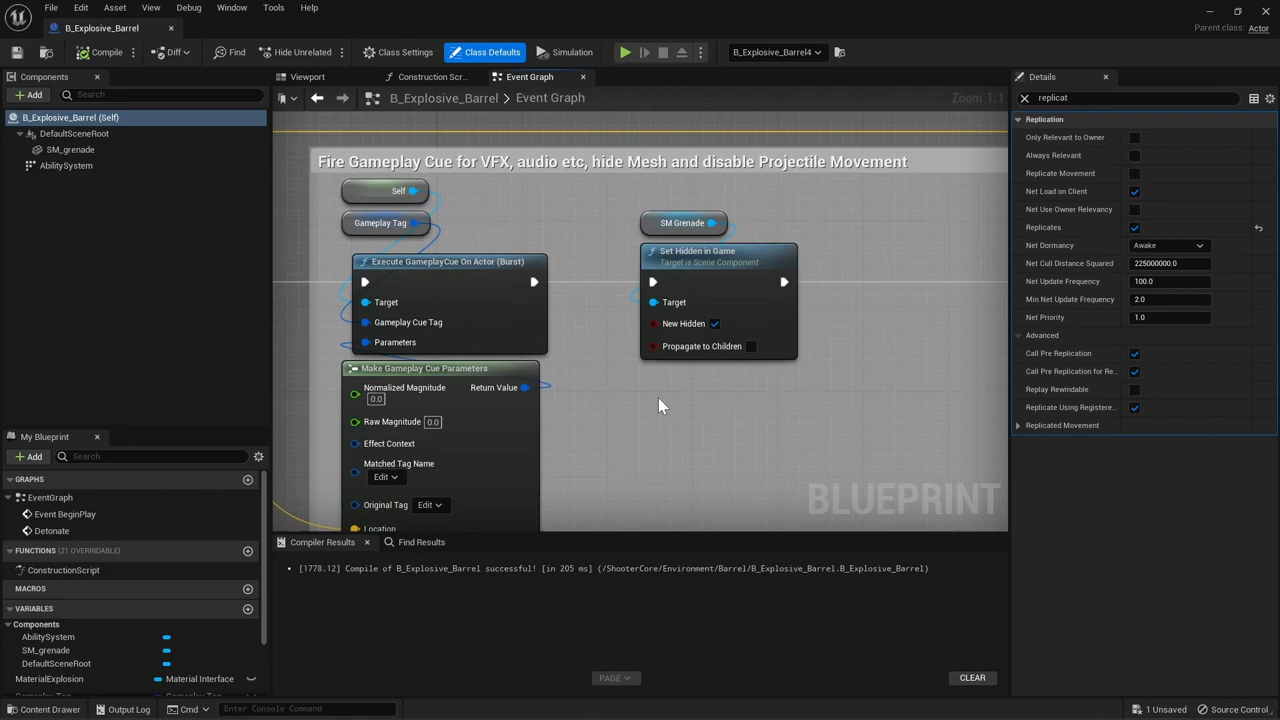 File Edit Asset View Debug Window Tools Help
B_Explosive_Barrel
Parent class: Actor
Compile Diff Find Hide Unrelated Class Settings Class Defaults Simulation B_Explosive_Barrel4
Components
Add Search
B_Explosive_Barrel (Self)
DefaultSceneRoot
SM_grenade
AbilitySystem
My Blueprint
Add Search
GRAPHS
EventGraph
Event BeginPlay
Detonate
FUNCTIONS (21 OVERRIDABLE)
ConstructionScript
MACROS
VARIABLES
Components
AbilitySystem
SM_grenade
DefaultSceneRoot
MaterialExplosion Material Interface
Viewport Construction Scr... Event Graph
B_Explosive_Barrel > Event Graph Zoom 1:1
Fire Gameplay Cue for VFX, audio etc, hide Mesh and disable Projectile Movement
Self
Gameplay Tag
Execute GameplayCue On Actor (Burst)
Target
Gameplay Cue Tag
Parameters
Make Gameplay Cue Parameters
Normalized Magnitude Return Value
0.0
Raw Magnitude 0.0
Effect Context
Matched Tag Name
Edit
Original Tag Edit
Location
SM Grenade
Set Hidden in Game
Target is Scene Component
Target
New Hidden
Propagate to Children
BLUEPRINT
Compiler Results Find Results
[1778.12] Compile of B_Explosive_Barrel successful! [in 205 ms] (/ShooterCore/Environment/Barrel/B_Explosive_Barrel.B_Explosive_Barrel)
PAGE
CLEAR
Details
replicat
Replication
Only Relevant to Owner
Always Relevant
Replicate Movement
Net Load on Client
Net Use Owner Relevancy
Replicates
Net Dormancy Awake
Net Cull Distance Squared 225000000.0
Net Update Frequency 100.0
Min Net Update Frequency 2.0
Net Priority 1.0
Advanced
Call Pre Replication
Call Pre Replication for Re...
Replay Rewindable
Replicate Using Registere...
Replicated Movement
Content Drawer Output Log Cmd Enter Console Command 1 Unsaved Source Control